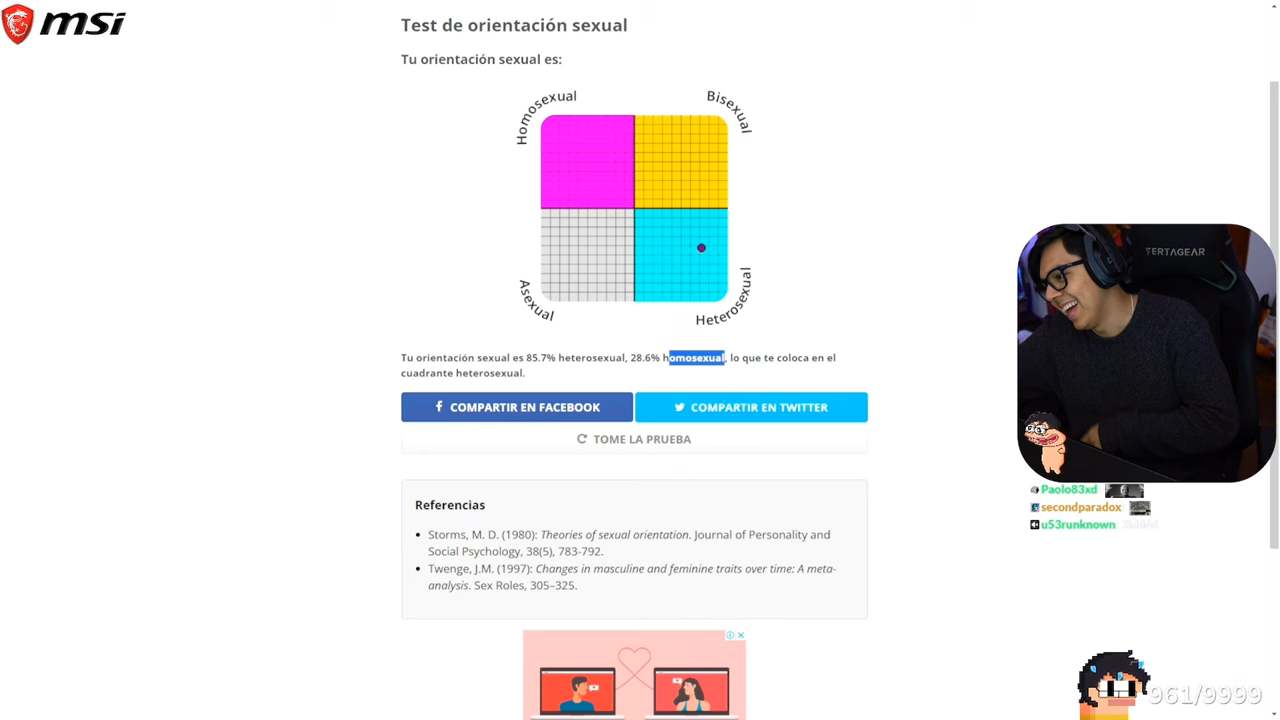 msi
Test de orientación sexual
Tu orientación sexual es:
Homosexual
Bisexual
Asexual
Heterosexual
TERTAGEAR
Tu orientación sexual es 85.7% heterosexual, 28.6% homosexual, lo que te coloca en el
cuadrante heterosexual.
COMPARTIR EN FACEBOOK
COMPARTIR EN TWITTER
TOME LA PRUEBA
Paolo83xd
secondparadox
u53runknown
Referencias
Storms, M. D. (1980): Theories of sexual orientation. Journal of Personality and
Social Psychology, 38(5), 783-792.
Twenge, J.M. (1997): Changes in masculine and feminine traits over time: A meta-
analysis. Sex Roles, 305–325.
961/9999